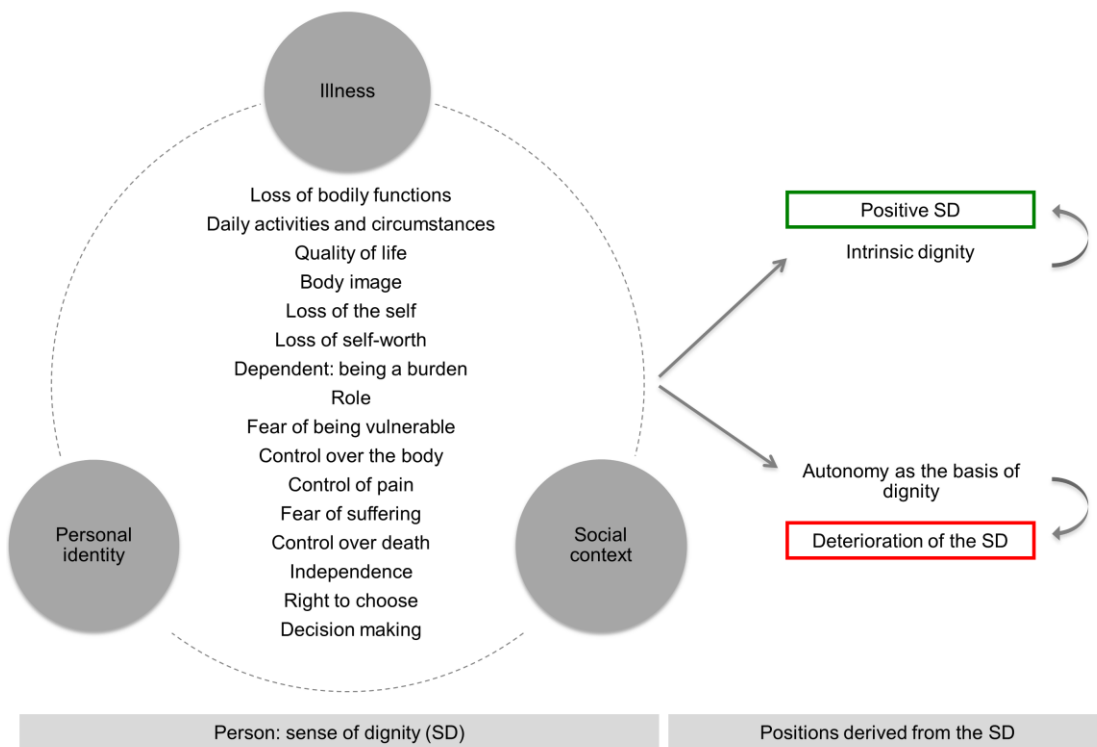 Illness
Loss of bodily functions
Daily activities and circumstances
Quality of life
Body image
Loss of the self
Loss of self-worth
Dependent: being a burden
Role
Fear of being vulnerable
Control over the body
Control of pain
Fear of suffering
Control over death
Independence
Right to choose
Decision making
Personal
identity
Social
context
Positive SD
Intrinsic dignity
Autonomy as the basis of
dignity
Deterioration of the SD
Person: sense of dignity (SD)
Positions derived from the SD